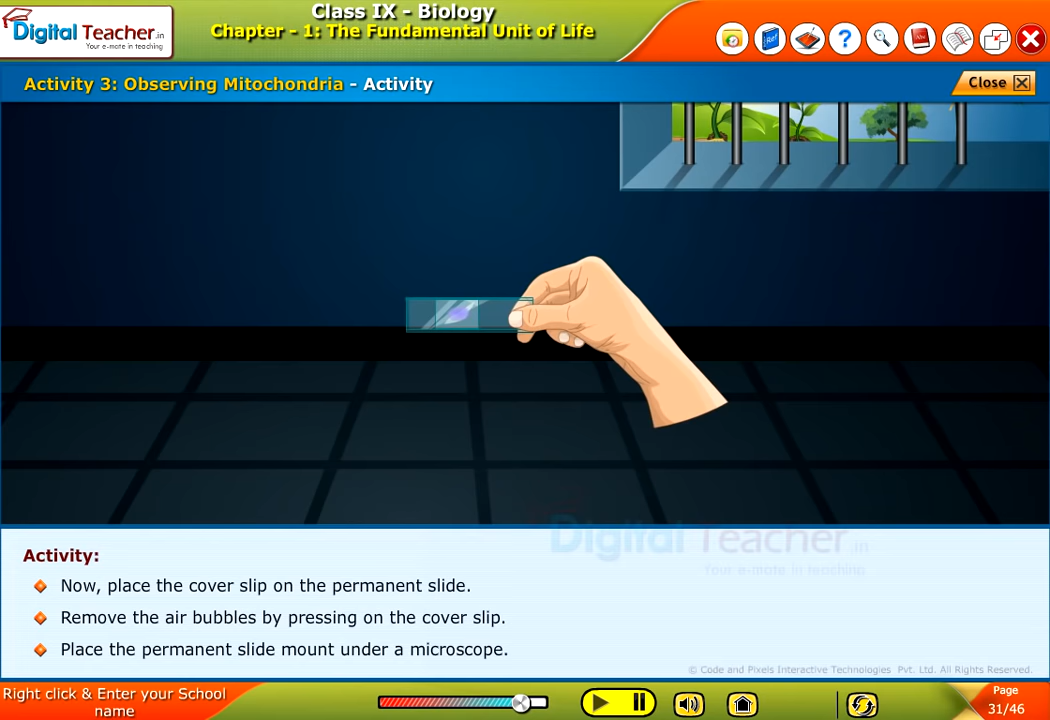 Digital Teacher.in
Your e-mate in teaching
Class IX - Biology
Chapter - 1: The Fundamental Unit of Life
Activity 3: Observing Mitochondria - Activity
Close
Activity:
Now, place the cover slip on the permanent slide.
Remove the air bubbles by pressing on the cover slip.
Place the permanent slide mount under a microscope.
Digital Teacher.in
Your e-mate in teaching
© Code and Pixels Interactive Technologies Pvt. Ltd. All Rights Reserved.
Right click & Enter your School
name
Page
31/46